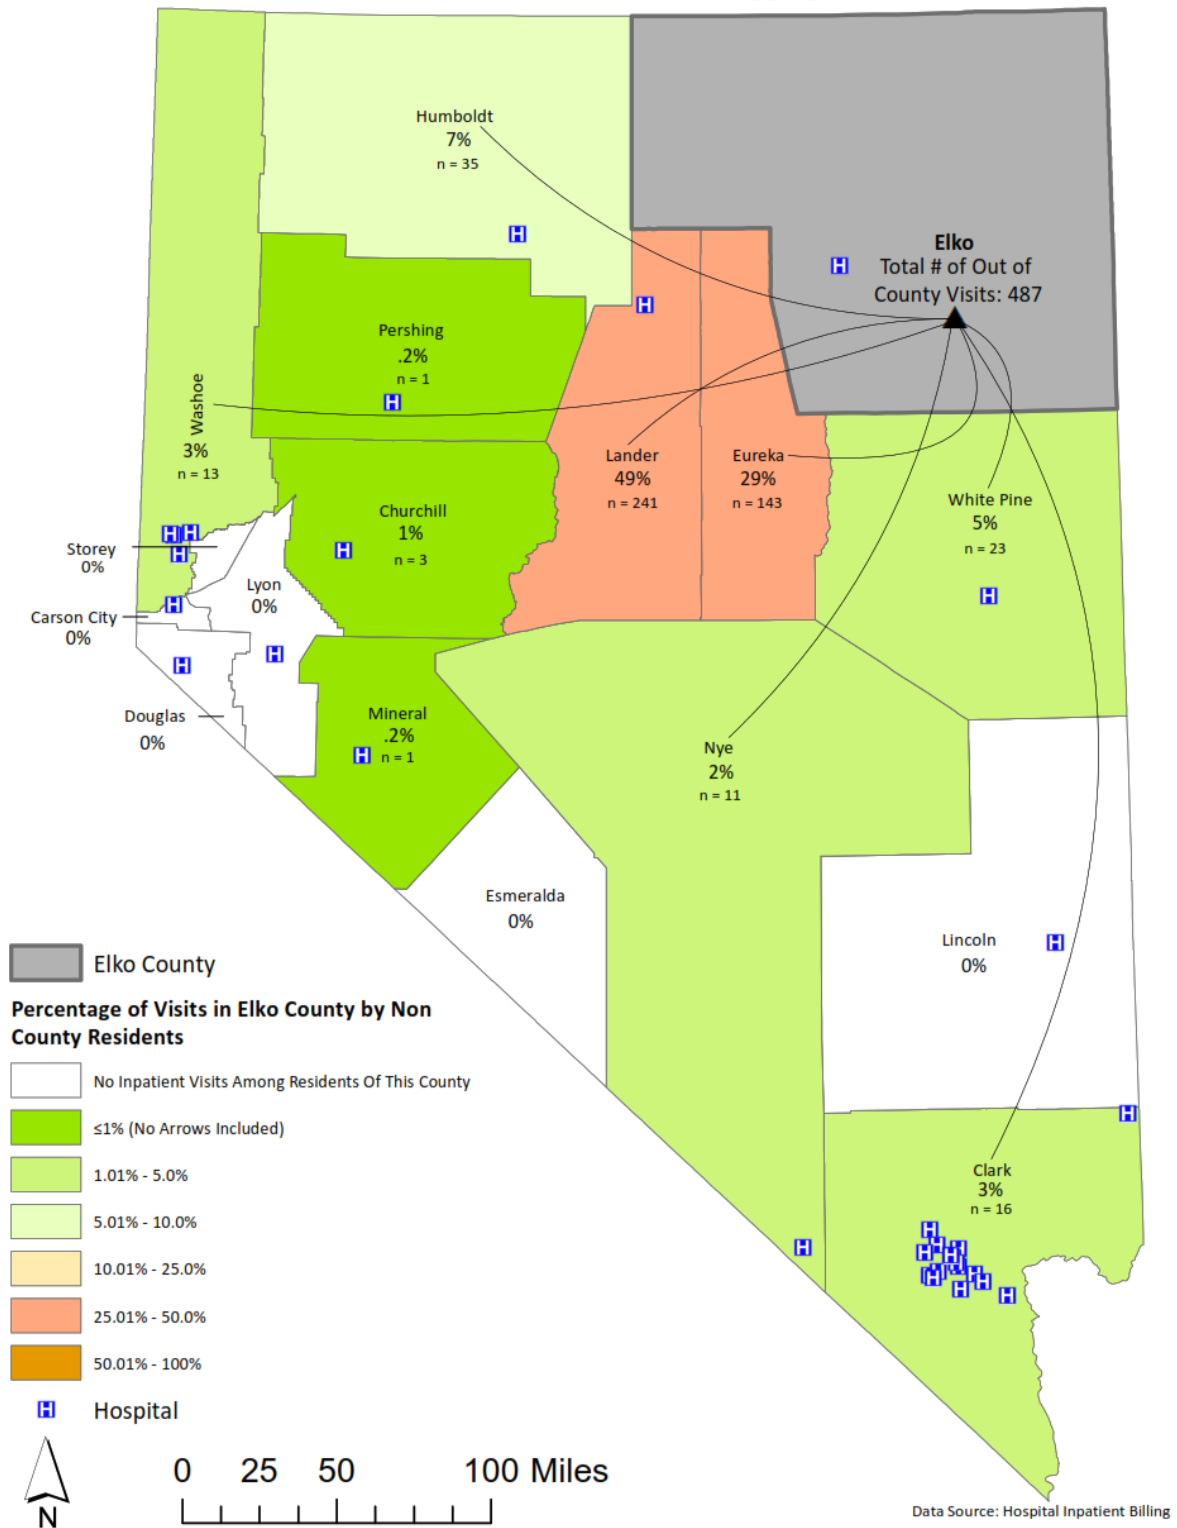 Humboldt
7%
n = 35
Elko
Total # of Out of
County Visits: 487
Pershing
.2%
n = 1
Washoe
3%
n = 13
Lander
49%
n = 241
Eureka
29%
n = 143
White Pine
5%
n = 23
Churchill
1%
n = 3
Storey
0%
Lyon
0%
Carson City
0%
Douglas
0%
Mineral
.2%
n = 1
Nye
2%
n = 11
Esmeralda
0%
Lincoln
0%
Clark
3%
n = 16
Elko County
Percentage of Visits in Elko County by Non
County Residents
No Inpatient Visits Among Residents Of This County
≤1% (No Arrows Included)
1.01% - 5.0%
5.01% - 10.0%
10.01% - 25.0%
25.01% - 50.0%
50.01% - 100%
H Hospital
N
0 25 50 100 Miles
Data Source: Hospital Inpatient Billing